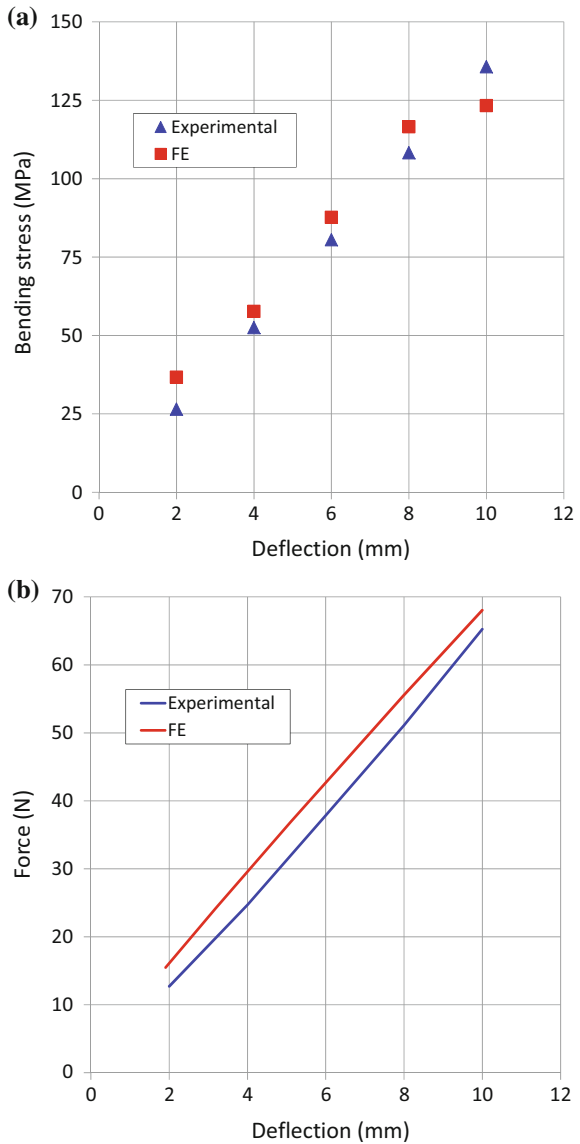 (a)
150
125
100
75
50
25
0
Bending stress (MPa)
Experimental
FE
0 2 4 6 8 10 12
Deflection (mm)
(b)
70
60
50
40
30
20
10
0
Force (N)
Experimental
FE
0 2 4 6 8 10 12
Deflection (mm)